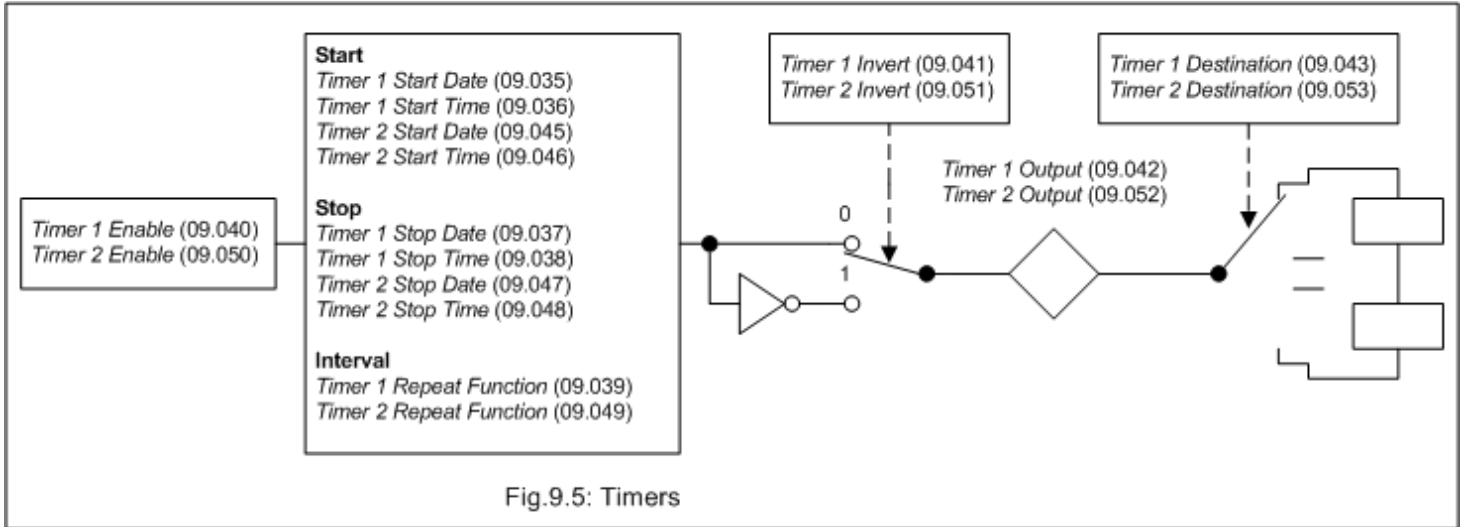 Timer 1 Enable (09.040)
Timer 2 Enable (09.050)
Start
Timer 1 Start Date (09.035)
Timer 1 Start Time (09.036)
Timer 2 Start Date (09.045)
Timer 2 Start Time (09.046)
Stop
Timer 1 Stop Date (09.037)
Timer 1 Stop Time (09.038)
Timer 2 Stop Date (09.047)
Timer 2 Stop Time (09.048)
Interval
Timer 1 Repeat Function (09.039)
Timer 2 Repeat Function (09.049)
Timer 1 Invert (09.041)
Timer 2 Invert (09.051)
0
1
Timer 1 Output (09.042)
Timer 2 Output (09.052)
Timer 1 Destination (09.043)
Timer 2 Destination (09.053)
Fig.9.5: Timers